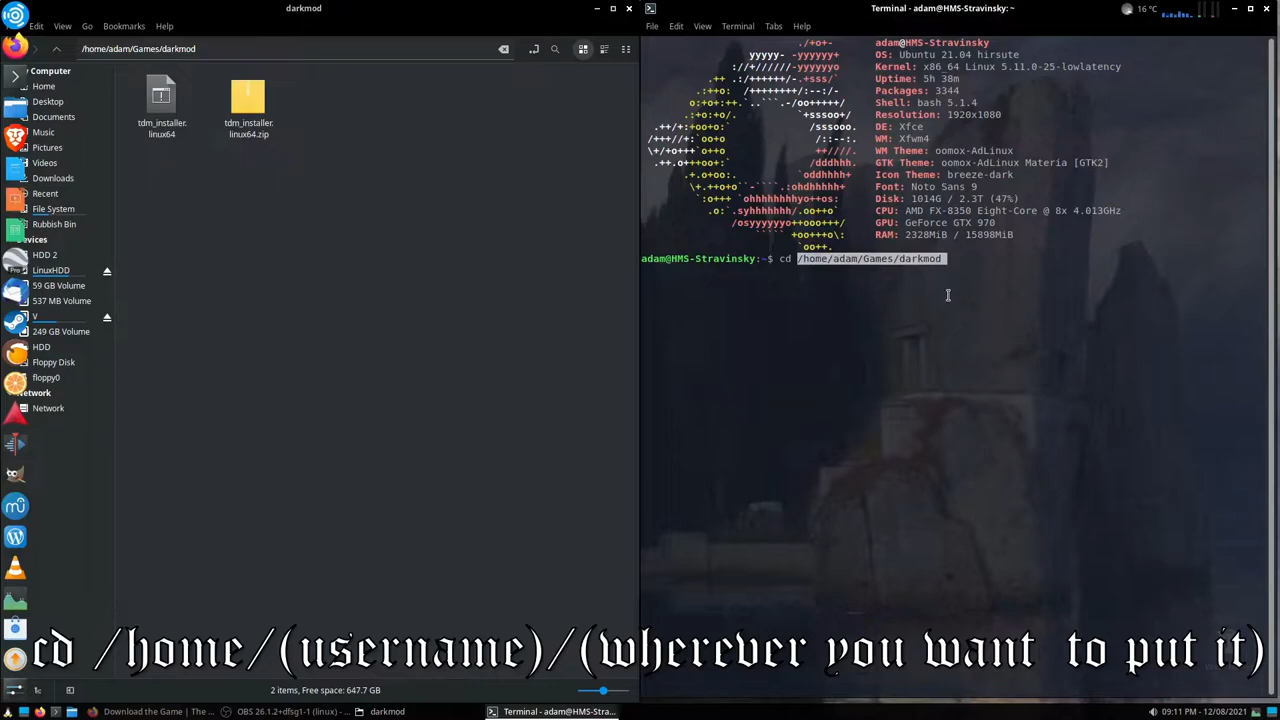 darkmod
Edit View Go Bookmarks Help
/home/adam/Games/darkmod
Computer
Home
Desktop
Documents
Music
Pictures
Videos
Downloads
Recent
File System
Rubbish Bin
Devices
HDD 2
LinuxHDD
59 GB Volume
537 MB Volume
V
249 GB Volume
HDD
Floppy Disk
floppy0
Network
Network
tdm_installer.
linux64
tdm_installer.
linux64.zip
2 items, Free space: 647.7 GB
Terminal - adam@HMS-Stravinsky: ~
16 °C
File Edit View Terminal Tabs Help
adam@HMS-Stravinsky
OS: Ubuntu 21.04 hirsute
Kernel: x86_64 Linux 5.11.0-25-lowlatency
Uptime: 5h 38m
Packages: 3344
Shell: bash 5.1.4
Resolution: 1920x1080
DE: Xfce
WM: Xfwm4
WM Theme: oomox-AdLinux
GTK Theme: oomox-AdLinux Materia [GTK2]
Icon Theme: breeze-dark
Font: Noto Sans 9
Disk: 1014G / 2.3T (47%)
CPU: AMD FX-8350 Eight-Core @ 8x 4.013GHz
GPU: GeForce GTX 970
RAM: 2328MiB / 15898MiB
adam@HMS-Stravinsky:~$ cd /home/adam/Games/darkmod
cd /home/(username)/(wherever you want to put it)
Download the Game | The ...
OBS 26.1.2+dfsg1-1 (linux) - ...
darkmod
Terminal - adam@HMS-Stra...
09:11 PM - 12/08/2021